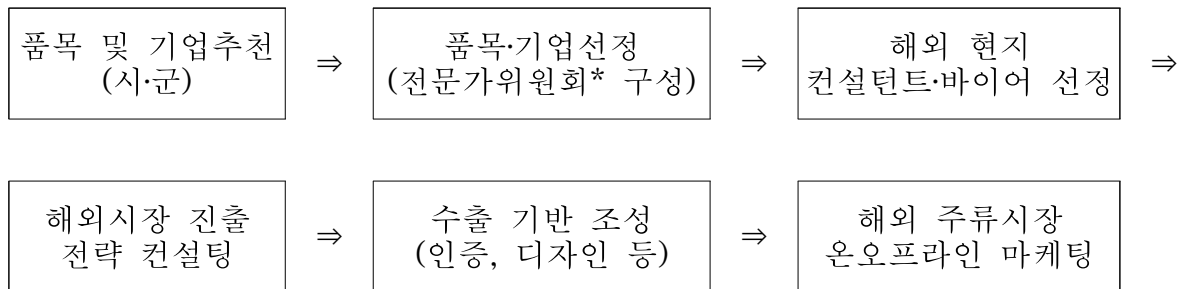 품목 및 기업추천
(시·군)
⇒
품목·기업선정
(전문가위원회* 구성)
⇒
해외 현지
컨설턴트·바이어 선정
⇒
해외시장 진출
전략 컨설팅
⇒
수출 기반 조성
(인증, 디자인 등)
⇒
해외 주류시장
온오프라인 마케팅